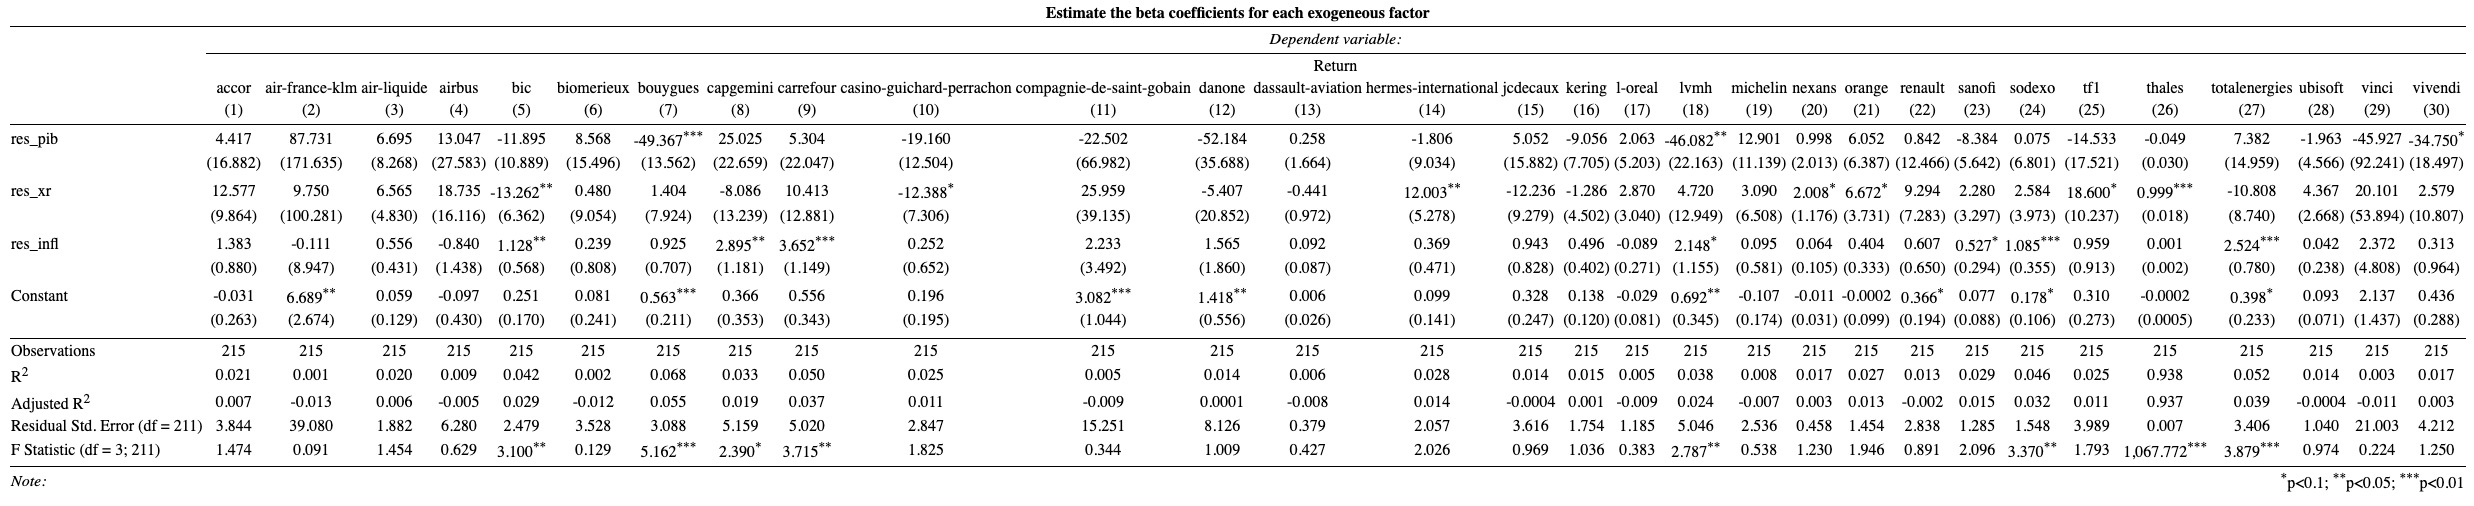 Estimate the beta coefficients for each exogeneous factor
Dependent variable:
Return
accor air-france-klm air-liquide airbus bic biomerieux bouygues capgemini carrefour casino-guichard-perrachon compagnie-de-saint-gobain danone dassault-aviation hermes-international jcdecaux kering l-oreal lvmh michelin nexans orange renault sanofi sodexo tf1 thales totalenergies ubisoft vinci vivendi
(1) (2) (3) (4) (5) (6) (7) (8) (9) (10) (11) (12) (13) (14) (15) (16) (17) (18) (19) (20) (21) (22) (23) (24) (25) (26) (27) (28) (29) (30)
res_pib 4.417 87.731 6.695 13.047 -11.895 8.568 -49.367*** 25.025 5.304 -19.160 -22.502 -52.184 0.258 -1.806 5.052 -9.056 2.063 -46.082** 12.901 0.998 6.052 0.842 -8.384 0.075 -14.533 -0.049 7.382 -1.963 -45.927 -34.750*
(16.882) (171.635) (8.268) (27.583) (10.889) (15.496) (13.562) (22.659) (22.047) (12.504) (66.982) (35.688) (1.664) (9.034) (15.882) (7.705) (5.203) (22.163) (11.139) (2.013) (6.387) (12.466) (5.642) (6.801) (17.521) (0.030) (14.959) (4.566) (92.241) (18.497)
res_xr 12.577 9.750 6.565 18.735 -13.262** 0.480 1.404 -8.086 10.413 -12.388* 25.959 -5.407 -0.441 12.003** -12.236 -1.286 2.870 4.720 3.090 2.008* 6.672* 9.294 2.280 2.584 18.600* 0.999*** -10.808 4.367 20.101 2.579
(9.864) (100.281) (4.830) (16.116) (6.362) (9.054) (7.924) (13.239) (12.881) (7.306) (39.135) (20.852) (0.972) (5.278) (9.279) (4.502) (3.040) (12.949) (6.508) (1.176) (3.731) (7.283) (3.297) (3.973) (10.237) (0.018) (8.740) (2.668) (53.894) (10.807)
res_infl 1.383 -0.111 0.556 -0.840 1.128** 0.239 0.925 2.895** 3.652*** 0.252 2.233 1.565 0.092 0.369 0.943 0.496 -0.089 2.148* 0.095 0.064 0.404 0.607 0.527* 1.085*** 0.959 0.001 2.524*** 0.042 2.372 0.313
(0.880) (8.947) (0.431) (1.438) (0.568) (0.808) (0.707) (1.181) (1.149) (0.652) (3.492) (1.860) (0.087) (0.471) (0.828) (0.402) (0.271) (1.155) (0.581) (0.105) (0.333) (0.650) (0.294) (0.355) (0.913) (0.002) (0.780) (0.238) (4.808) (0.964)
Constant -0.031 6.689** 0.059 -0.097 0.251 0.081 0.563*** 0.366 0.556 0.196 3.082*** 1.418** 0.006 0.099 0.328 0.138 -0.029 0.692** -0.107 -0.011 -0.0002 0.366* 0.077 0.178* 0.310 -0.0002 0.398* 0.093 2.137 0.436
(0.263) (2.674) (0.129) (0.430) (0.170) (0.241) (0.211) (0.353) (0.343) (0.195) (1.044) (0.556) (0.026) (0.141) (0.247) (0.120) (0.081) (0.345) (0.174) (0.031) (0.099) (0.194) (0.088) (0.106) (0.273) (0.0005) (0.233) (0.071) (1.437) (0.288)
Observations 215 215 215 215 215 215 215 215 215 215 215 215 215 215 215 215 215 215 215 215 215 215 215 215 215 215 215 215 215 215
R2 0.021 0.001 0.020 0.009 0.042 0.002 0.068 0.033 0.050 0.025 0.005 0.014 0.006 0.028 0.014 0.015 0.005 0.038 0.008 0.017 0.027 0.013 0.029 0.046 0.025 0.938 0.052 0.014 0.003 0.017
Adjusted R2 0.007 -0.013 0.006 -0.005 0.029 -0.012 0.055 0.019 0.037 0.011 -0.009 0.0001 -0.008 0.014 -0.0004 0.001 -0.009 0.024 -0.007 0.003 0.013 -0.002 0.015 0.032 0.011 0.937 0.039 -0.0004 -0.011 0.003
Residual Std. Error (df = 211) 3.844 39.080 1.882 6.280 2.479 3.528 3.088 5.159 5.020 2.847 15.251 8.126 0.379 2.057 3.616 1.754 1.185 5.046 2.536 0.458 1.454 2.838 1.285 1.548 3.989 0.007 3.406 1.040 21.003 4.212
F Statistic (df = 3; 211) 1.474 0.091 1.454 0.629 3.100** 0.129 5.162*** 2.390* 3.715** 1.825 0.344 1.009 0.427 2.026 0.969 1.036 0.383 2.787** 0.538 1.230 1.946 0.891 2.096 3.370** 1.793 1,067.772*** 3.879*** 0.974 0.224 1.250
Note: *p<0.1; **p<0.05; ***p<0.01